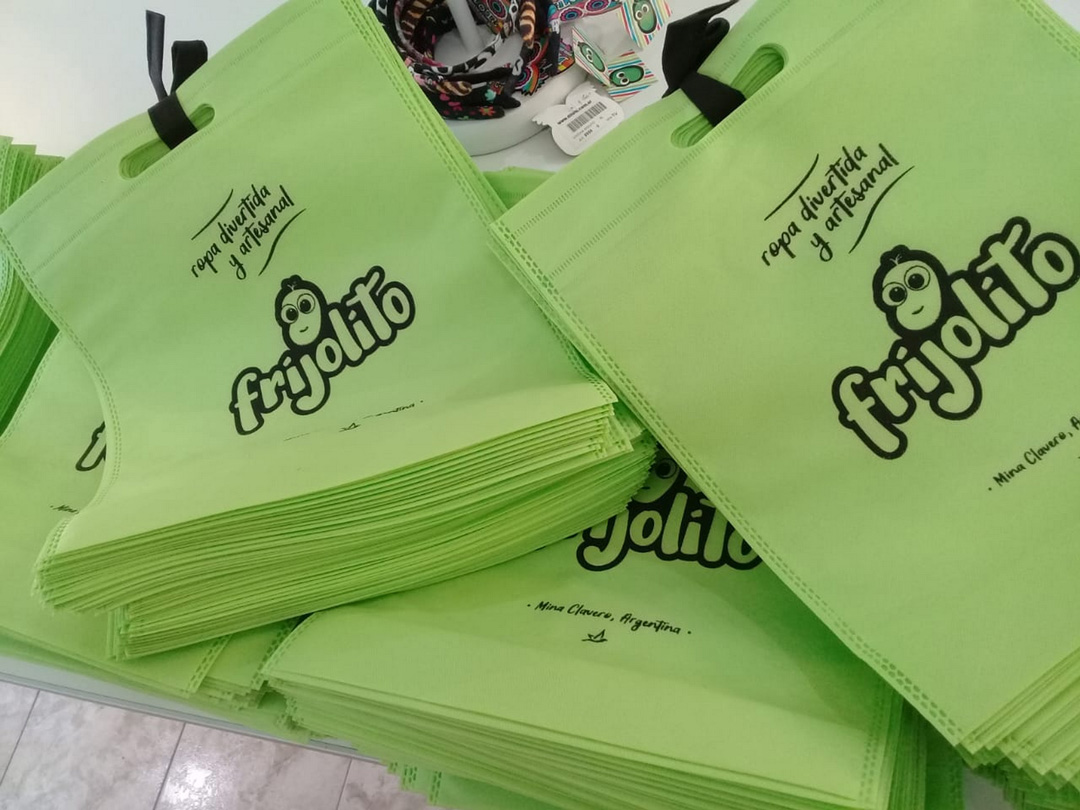 ropa divertida
y artesanal
frijolito
ropa divertida
y artesanal
frijolito
· Mina Clavero, A
jolito
· Mina Clavero, Argentina ·